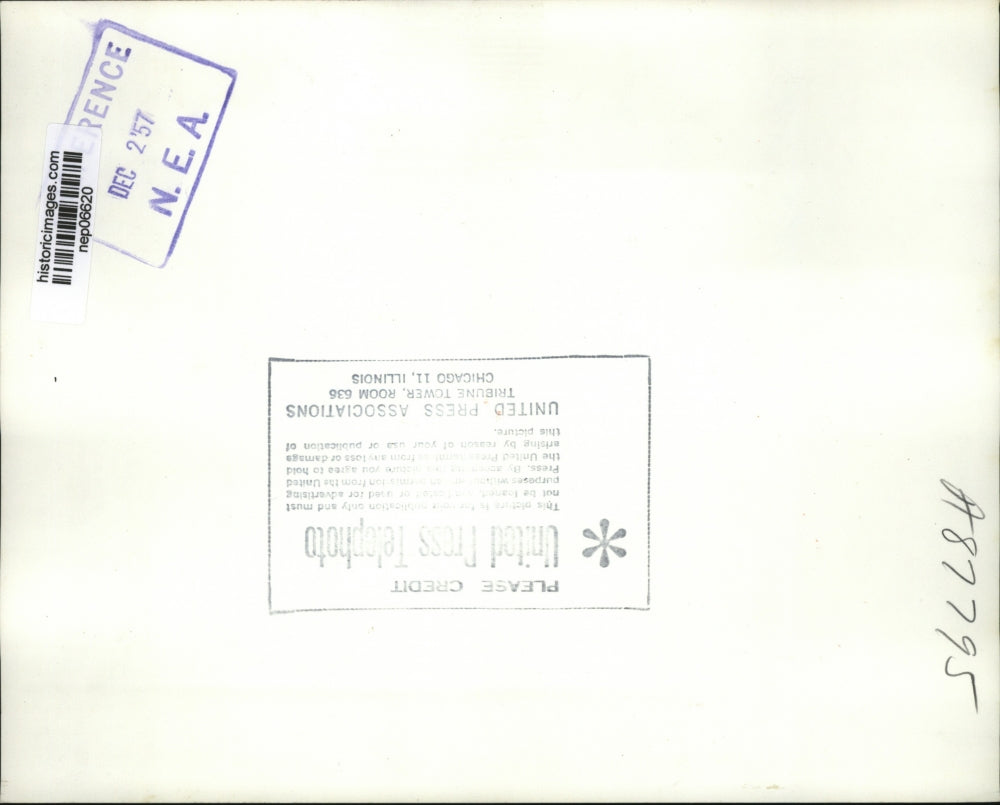 ERENCE
DEC 2 '57
N. E. A.
historicimages.com
nep06620
PLEASE CREDIT
United Press Telephoto
This picture is for your publication only and must
not be loaned, syndicated or used for advertising
purposes without written permission from the United
Press. By accepting this picture you agree to hold
the United Press harmless from any loss or damage
arising by reason of your use or publication of
this picture.
UNITED PRESS ASSOCIATIONS
TRIBUNE TOWER, ROOM 636
CHICAGO 11, ILLINOIS
A87795